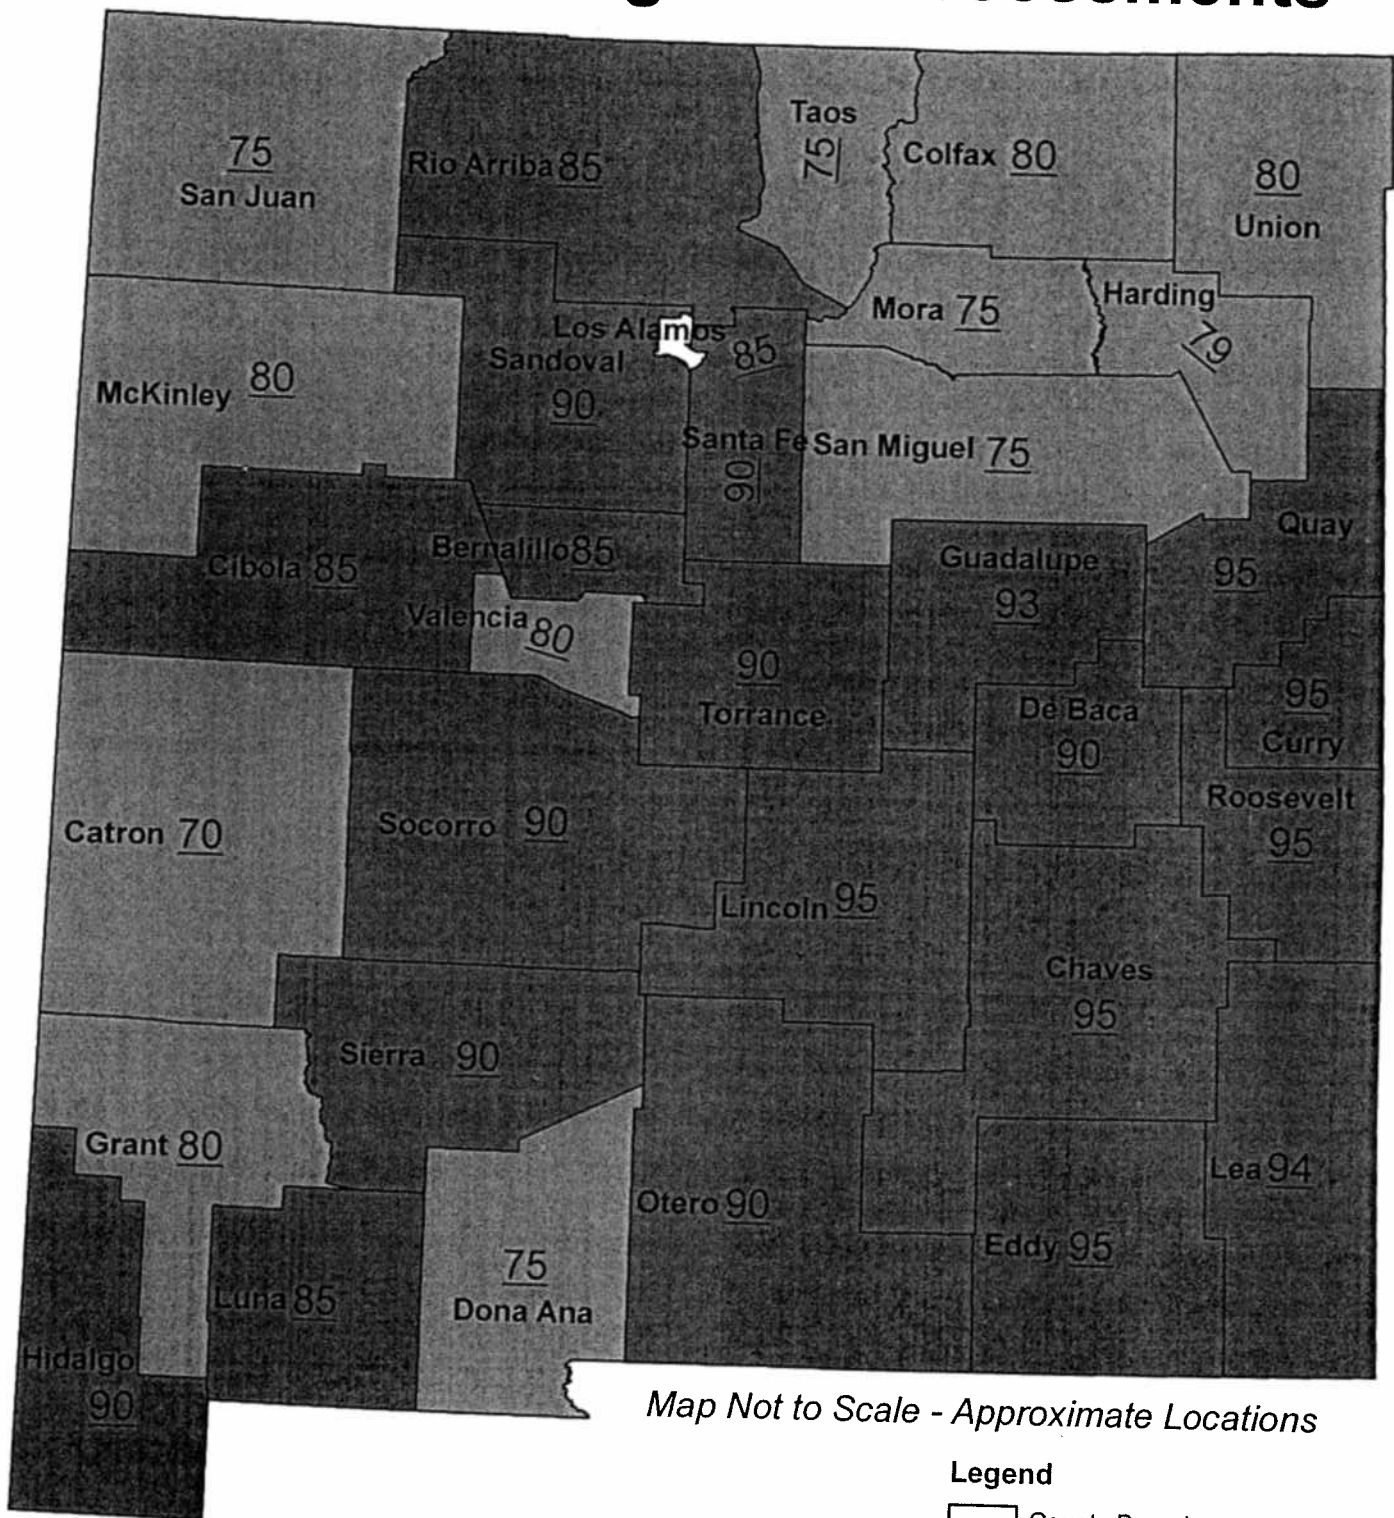 75
San Juan
Rio Arriba 85
Taos
75
Colfax 80
80
Union
Mora 75
Harding
79
Los Alamos
85
Sandoval
90
McKinley 80
Santa Fe
90
San Miguel 75
Quay
95
Cibola 85
Bernalillo 85
Guadalupe
93
Valencia 80
90
Torrance
De Baca
90
95
Curry
Roosevelt
95
Catron 70
Socorro 90
Lincoln 95
Chaves
95
Sierra 90
Grant 80
Otero 90
Lea 94
Eddy 95
75
Dona Ana
Luna 85
Hidalgo
90
Map Not to Scale - Approximate Locations
Legend